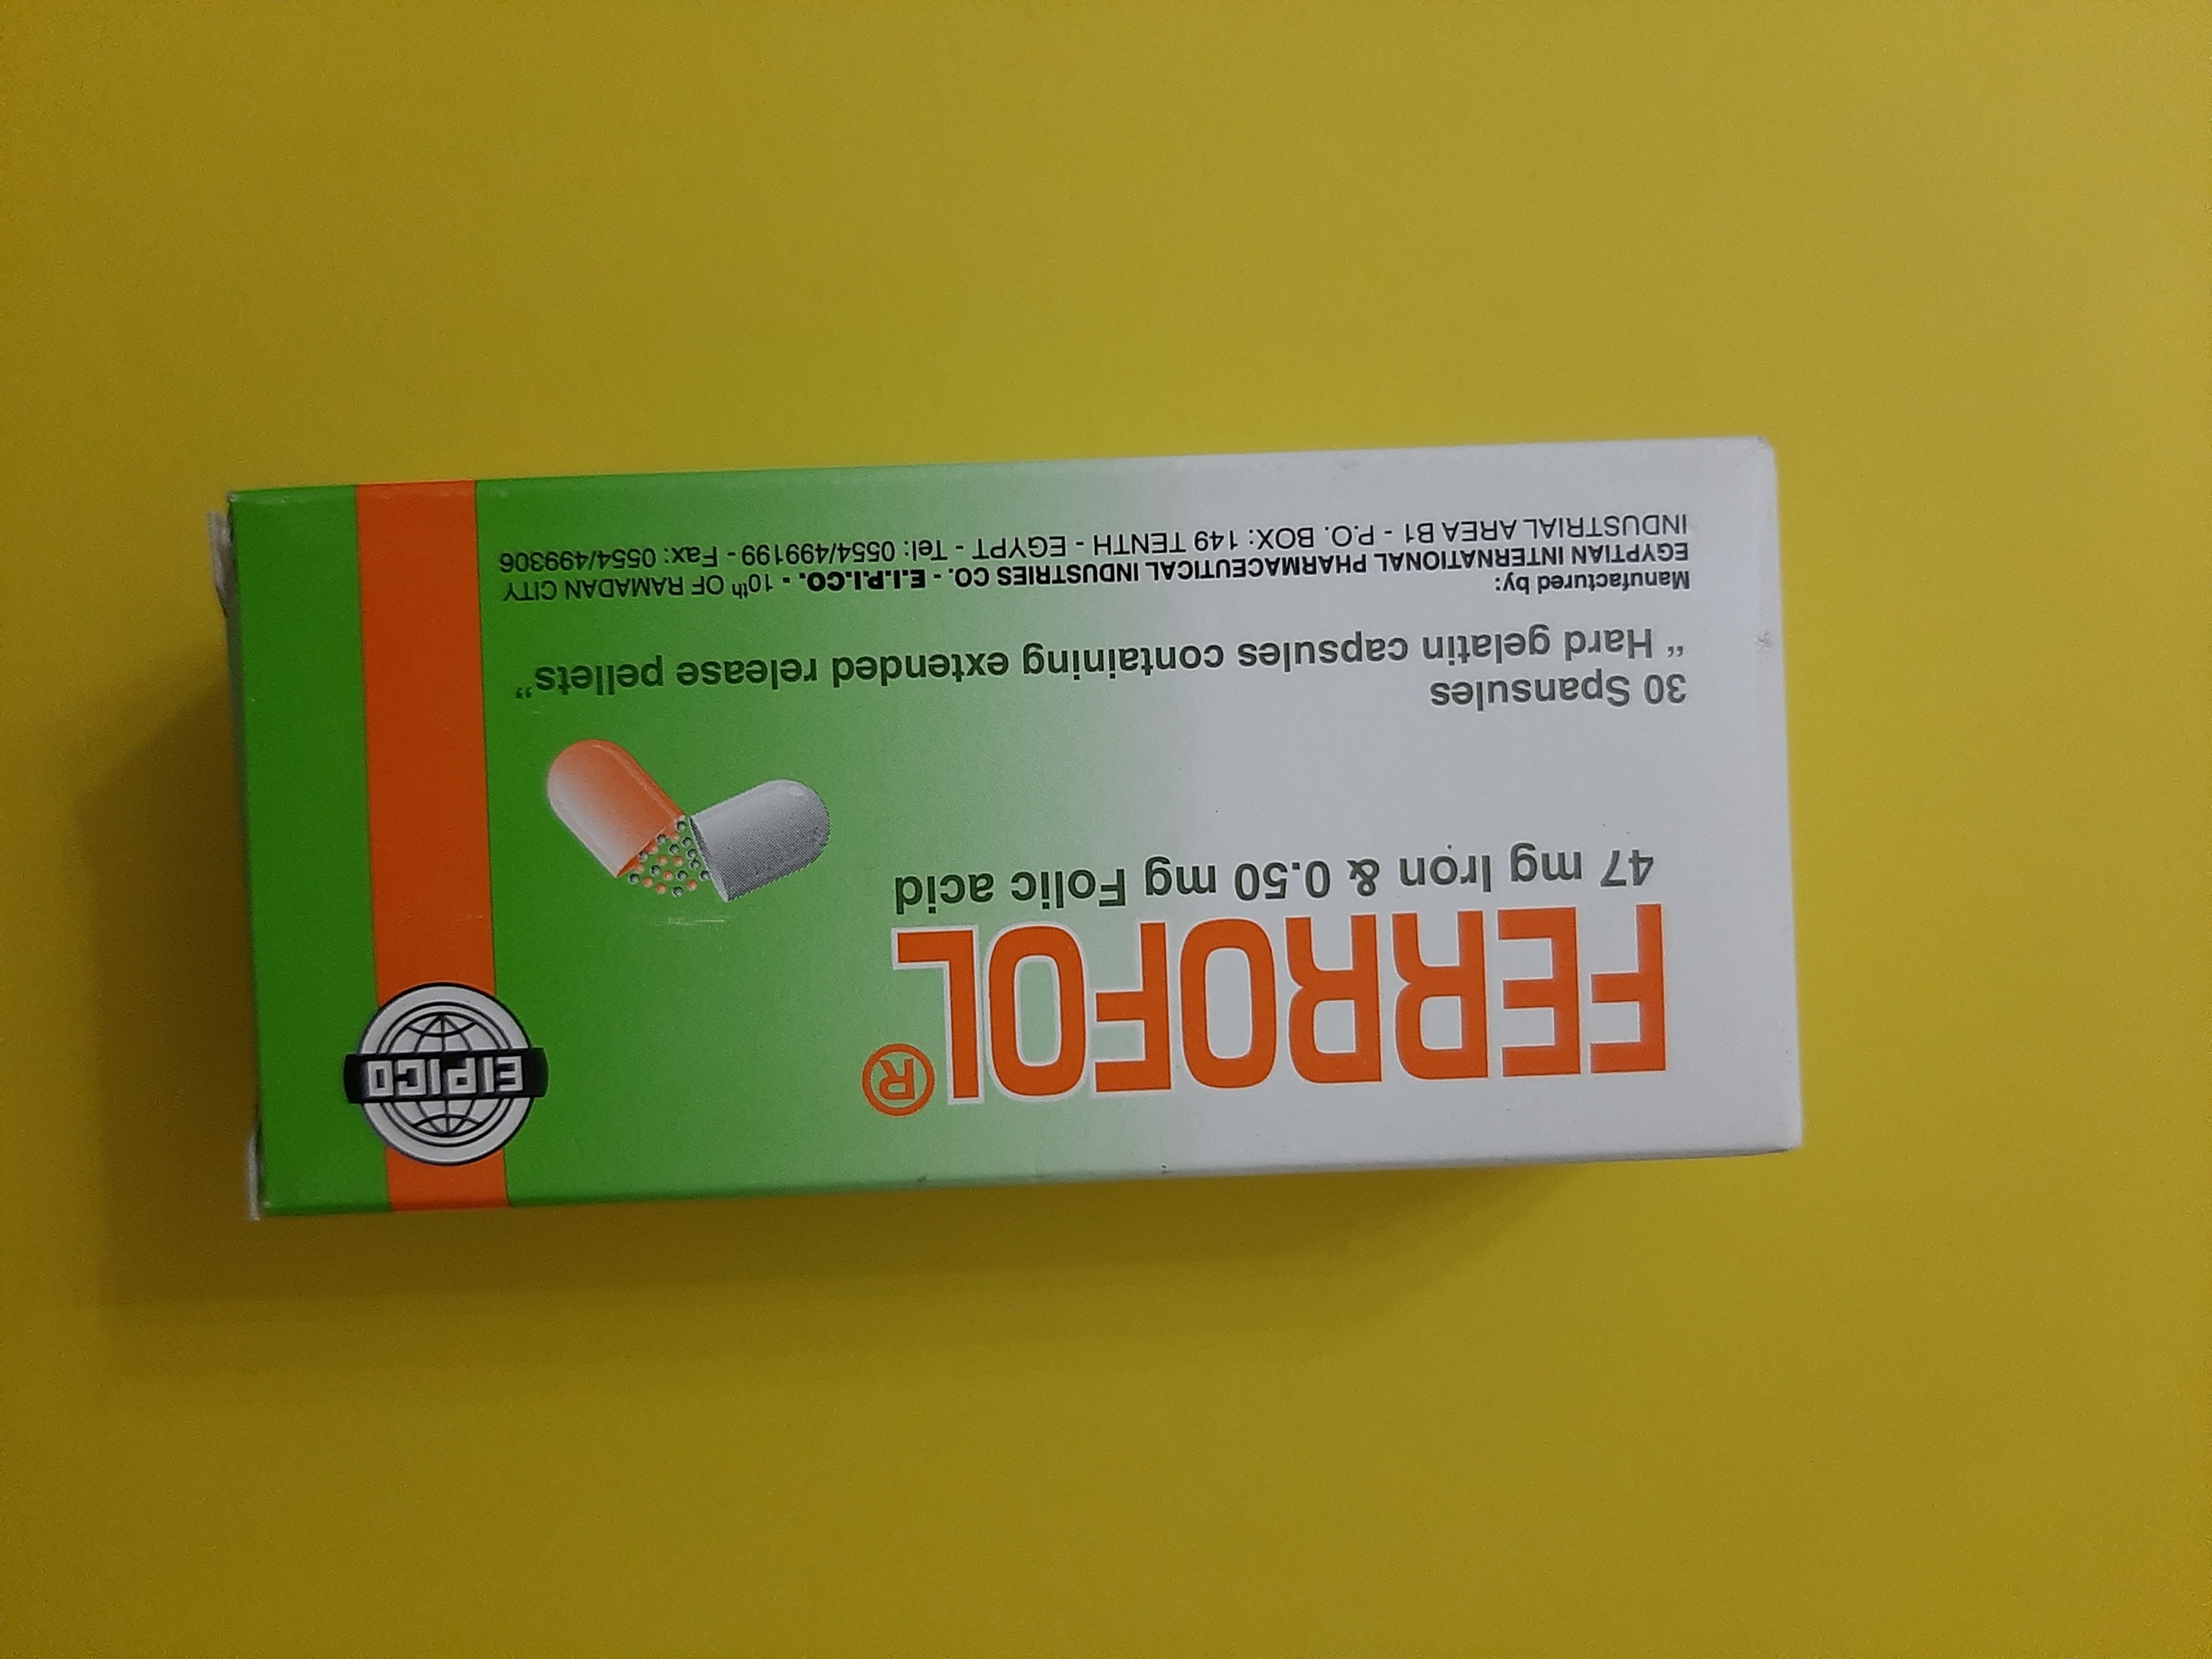 FERROFOL®
47 mg Iron & 0.50 mg Folic acid
30 Spansules
" Hard gelatin capsules containing extended release pellets"
Manufactured by:
EGYPTIAN INTERNATIONAL PHARMACEUTICAL INDUSTRIES CO. - E.I.P.I.CO. - 10th OF RAMADAN CITY
INDUSTRIAL AREA B1 - P.O. BOX: 149 TENTH - EGYPT - Tel: 0554/499199 - Fax: 0554/499306
EIPICO